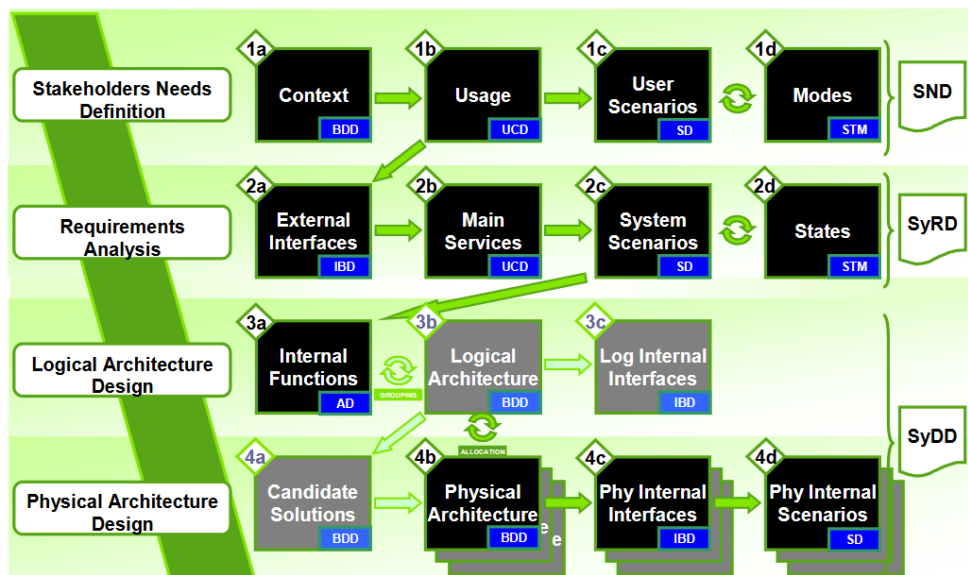 1a
1b
1c
1d
Stakeholders Needs
Definition
Context
BDD
Usage
UCD
User
Scenarios
SD
Modes
STM
SND
2a
2b
2c
2d
Requirements
Analysis
External
Interfaces
IBD
Main
Services
UCD
System
Scenarios
SD
States
STM
SyRD
3a
3b
3c
Logical Architecture
Design
Internal
Functions
AD
GROUPING
Logical
Architecture
BDD
Log Internal
Interfaces
IBD
SyDD
ALLOCATION
4a
4b
4c
4d
Physical Architecture
Design
Candidate
Solutions
BDD
Physical
Architecture
BDD
e
e
Phy Internal
Interfaces
IBD
Phy Internal
Scenarios
SD